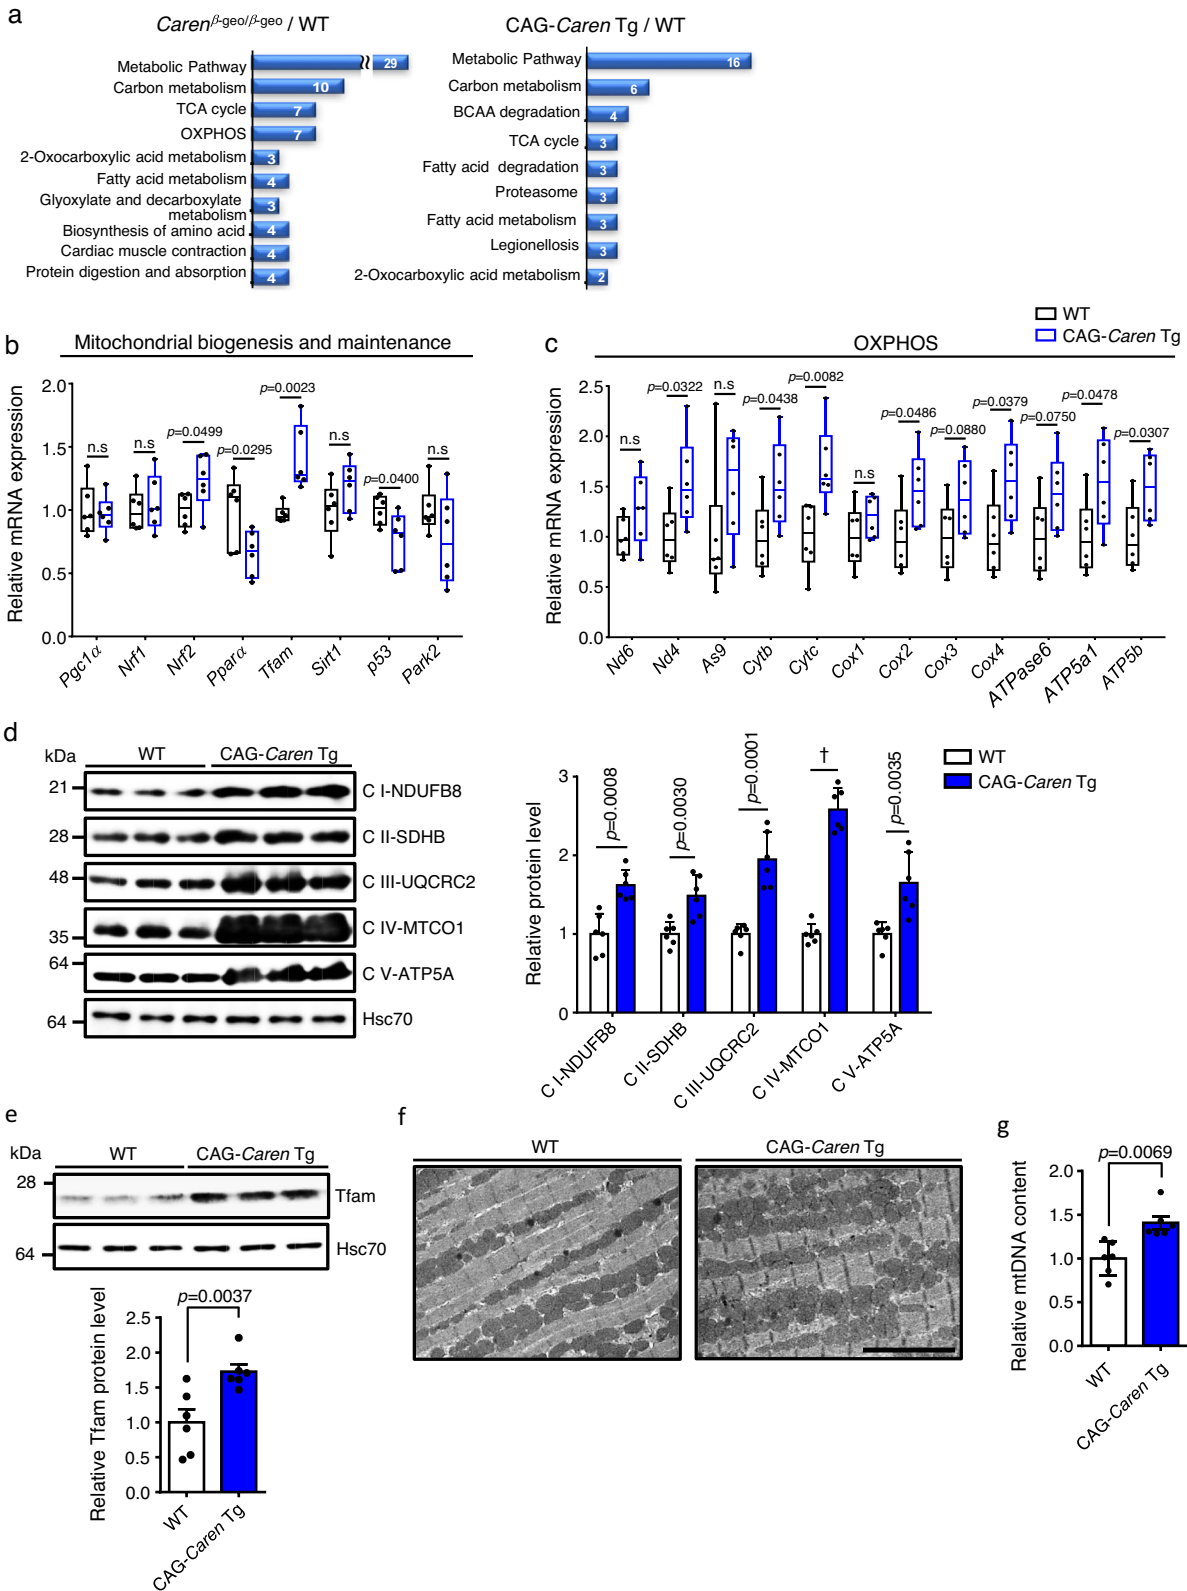 a
Caren β-geo/β-geo / WT
Metabolic Pathway 29
Carbon metabolism 10
TCA cycle 7
OXPHOS 7
2-Oxocarboxylic acid metabolism 3
Fatty acid metabolism 4
Glyoxylate and decarboxylate
metabolism 3
Biosynthesis of amino acid 4
Cardiac muscle contraction 4
Protein digestion and absorption 4
CAG-Caren Tg / WT
Metabolic Pathway 16
Carbon metabolism 6
BCAA degradation 4
TCA cycle 3
Fatty acid degradation 3
Proteasome 3
Fatty acid metabolism 3
Legionellosis 3
2-Oxocarboxylic acid metabolism 2
b
Mitochondrial biogenesis and maintenance
Relative mRNA expression
2.0
1.5
1.0
0.5
0.0
n.s
n.s
p=0.0499
p=0.0295
p=0.0023
n.s
p=0.0400
n.s
Pgc1α
Nrf1
Nrf2
Pparα
Tfam
Sirt1
p53
Park2
c
OXPHOS
WT
CAG-Caren Tg
Relative mRNA expression
2.5
2.0
1.5
1.0
0.5
0.0
n.s
p=0.0322
n.s
p=0.0438
p=0.0082
n.s
p=0.0486
p=0.0880
p=0.0379
p=0.0750
p=0.0478
p=0.0307
Nd6
Nd4
As9
Cytb
Cytc
Cox1
Cox2
Cox3
Cox4
ATPase6
ATP5a1
ATP5b
d
kDa
WT
CAG-Caren Tg
21
C I-NDUFB8
28
C II-SDHB
48
C III-UQCRC2
35
C IV-MTCO1
64
C V-ATP5A
64
Hsc70
Relative protein level
3
2
1
0
p=0.0008
p=0.0030
p=0.0001
†
p=0.0035
WT
CAG-Caren Tg
C I-NDUFB8
C II-SDHB
C III-UQCRC2
C IV-MTCO1
C V-ATP5A
e
kDa
WT
CAG-Caren Tg
28
Tfam
64
Hsc70
Relative Tfam protein level
2.5
2.0
1.5
1.0
0.5
0.0
p=0.0037
WT
CAG-Caren Tg
f
WT
CAG-Caren Tg
g
Relative mtDNA content
2.0
1.5
1.0
0.5
0.0
p=0.0069
WT
CAG-Caren Tg